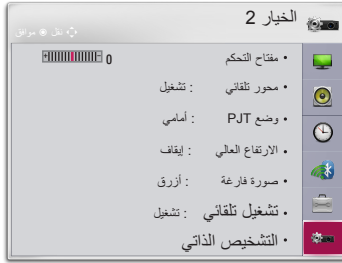 الخيار 2
نقل موافق
• مفتاح التحكم 0
• محور تلقائي : تشغيل
• وضع PJT : أمامي
• الارتفاع العالي : إيقاف
• صورة فارغة : أزرق
• تشغيل تلقائي : تشغيل
• التشخيص الذاتي